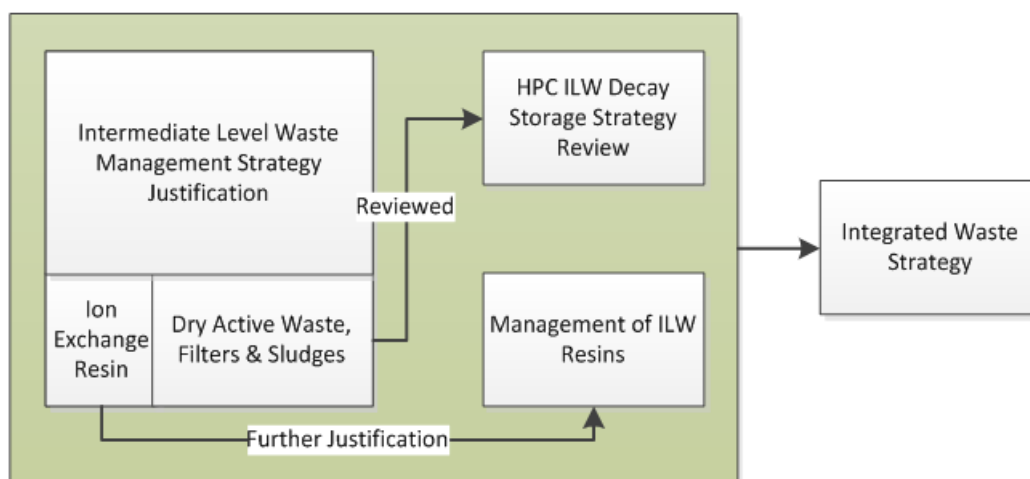 Intermediate Level Waste
Management Strategy
Justification
Ion
Exchange
Resin
Dry Active Waste,
Filters & Sludges
Reviewed
HPC ILW Decay
Storage Strategy
Review
Further Justification
Management of ILW
Resins
Integrated Waste
Strategy